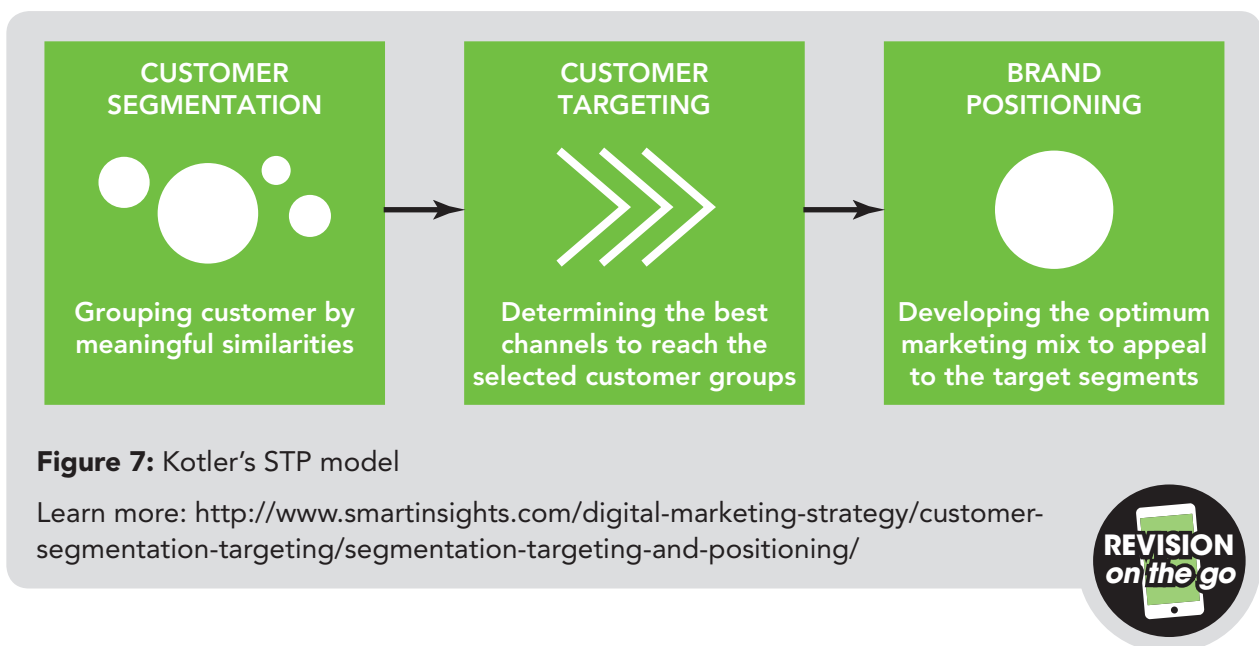 CUSTOMER
SEGMENTATION
Grouping customer by
meaningful similarities
CUSTOMER
TARGETING
Determining the best
channels to reach the
selected customer groups
BRAND
POSITIONING
Developing the optimum
marketing mix to appeal
to the target segments
Figure 7: Kotler’s STP model
Learn more: http://www.smartinsights.com/digital-marketing-strategy/customer-
segmentation-targeting/segmentation-targeting-and-positioning/
REVISION
on the go